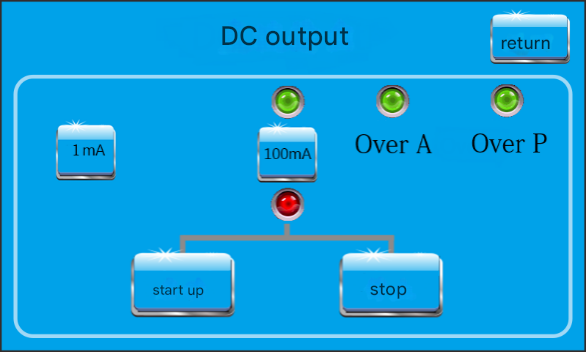 DC output
return
1mA
100mA
Over A
Over P
start up
stop